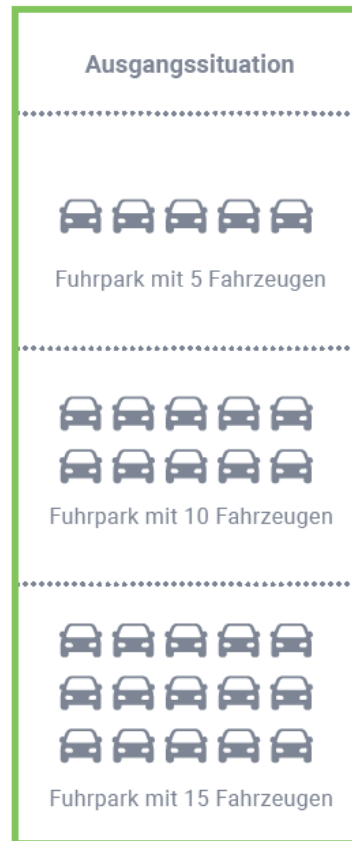 Ausgangssituation
Fuhrpark mit 5 Fahrzeugen
Fuhrpark mit 10 Fahrzeugen
Fuhrpark mit 15 Fahrzeugen